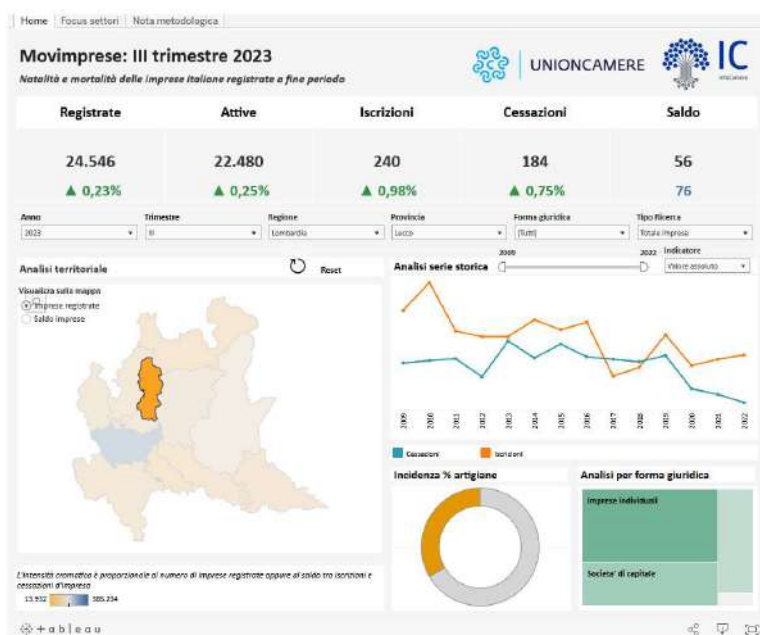 Home Focus settori Nota metodologica
Movimprese: III trimestre 2023
Natalità e mortalità delle imprese italiane registrate a fine periodo
UNIONCAMERE
IC
InfoCamere
Registrate Attive Iscrizioni Cessazioni Saldo
24.546 22.480 240 184 56
▲ 0,23% ▲ 0,25% ▲ 0,98% ▲ 0,75% 76
Anno Trimestre Regione Provincia Forma giuridica Tipo Ricerca
2023 III Lombardia Lecco (Tutti) Totale Imprese
Analisi territoriale Reset
Visualizza sulla mappa
Imprese registrate
Saldo imprese
L'intensità cromatica è proporzionale al numero di imprese registrate oppure al saldo tra iscrizioni e
cessazioni d'impresa
13.932
Analisi serie storica
2009 2022
Indicatore
Valore assoluto
2009 2010 2011 2012 2013 2014 2015 2016 2017 2018 2019 2020 2021 2022
Cessazioni Iscrizioni
Incidenza % artigiane
Analisi per forma giuridica
Imprese individuali
Societa' di capitale
+ableau